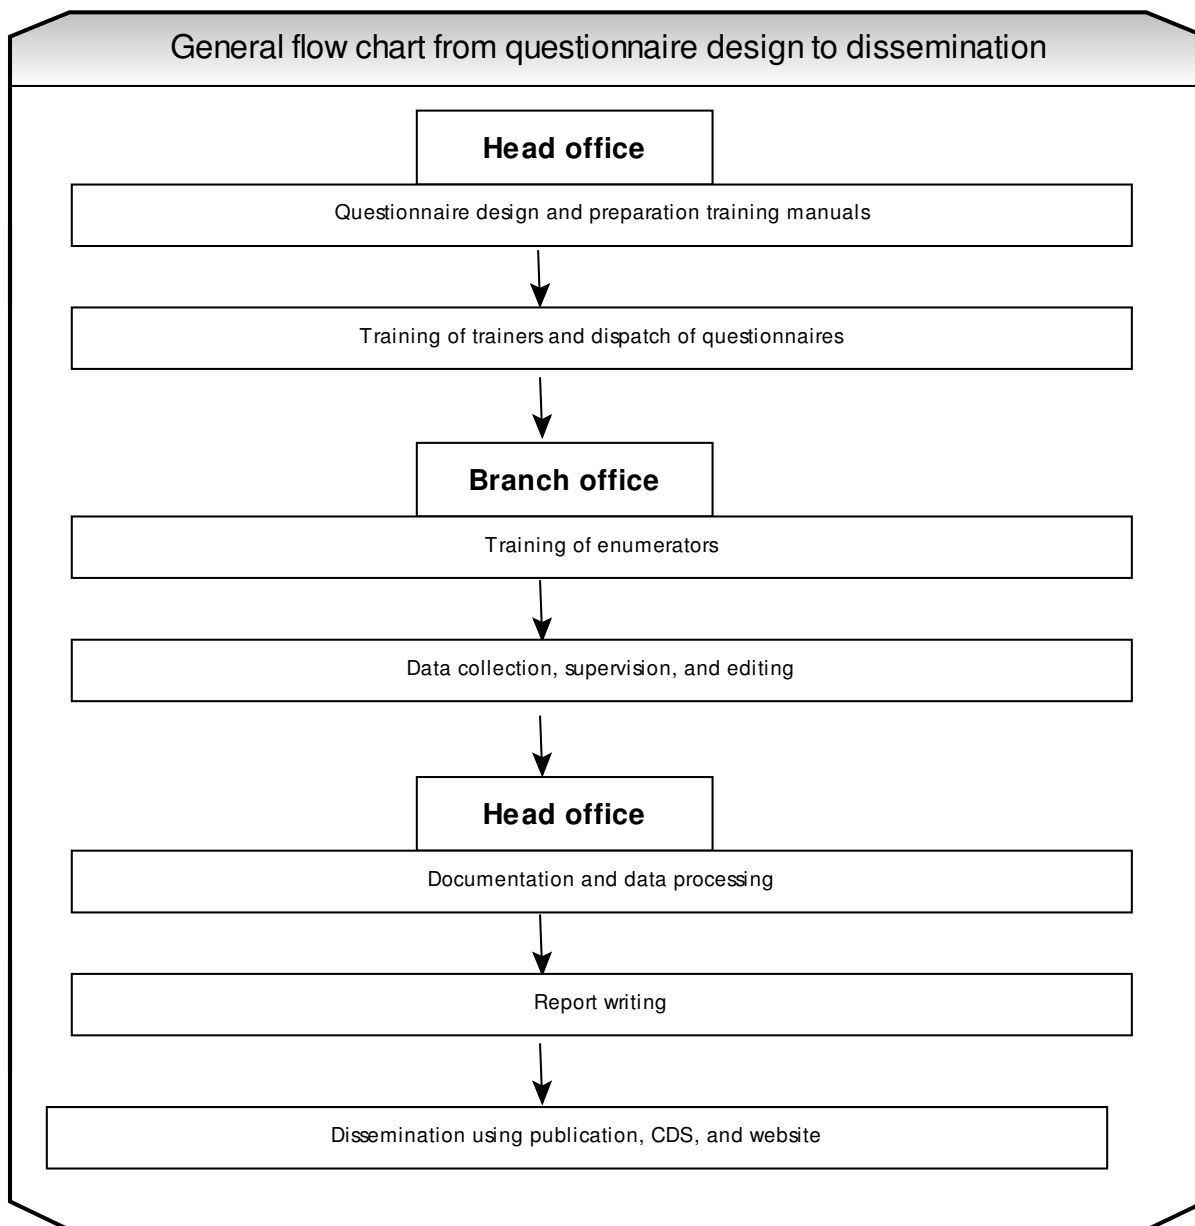 General flow chart from questionnaire design to dissemination
Head office
Questionnaire design and preparation training manuals
Training of trainers and dispatch of questionnaires
Branch office
Training of enumerators
Data collection, supervision, and editing
Head office
Documentation and data processing
Report writing
Dissemination using publication, CDS, and website